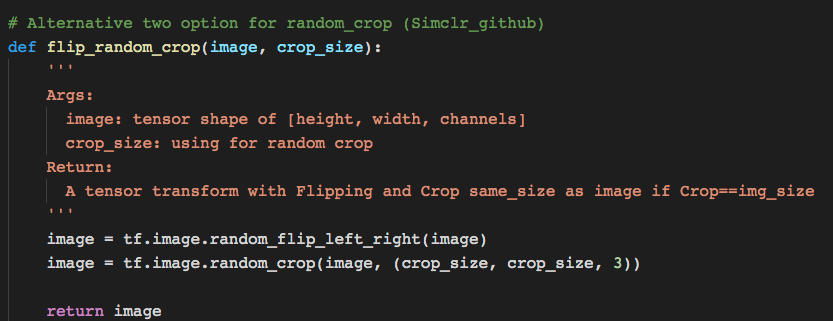 # Alternative two option for random_crop (Simclr_github)
def flip_random_crop(image, crop_size):
    '''
    Args:
      image: tensor shape of [height, width, channels]
      crop_size: using for random crop
    Return:
      A tensor transform with Flipping and Crop same_size as image if Crop==img_size
    '''
    image = tf.image.random_flip_left_right(image)
    image = tf.image.random_crop(image, (crop_size, crop_size, 3))

    return image